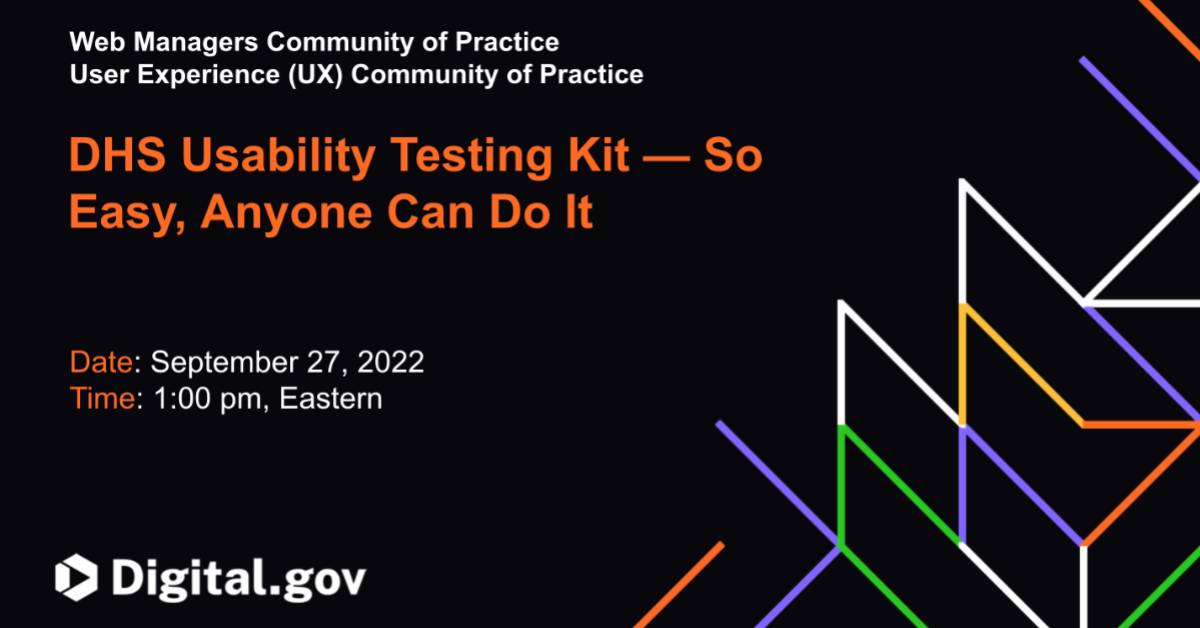 Web Managers Community of Practice
User Experience (UX) Community of Practice
DHS Usability Testing Kit — So
Easy, Anyone Can Do It
Date: September 27, 2022
Time: 1:00 pm, Eastern
Digital.gov